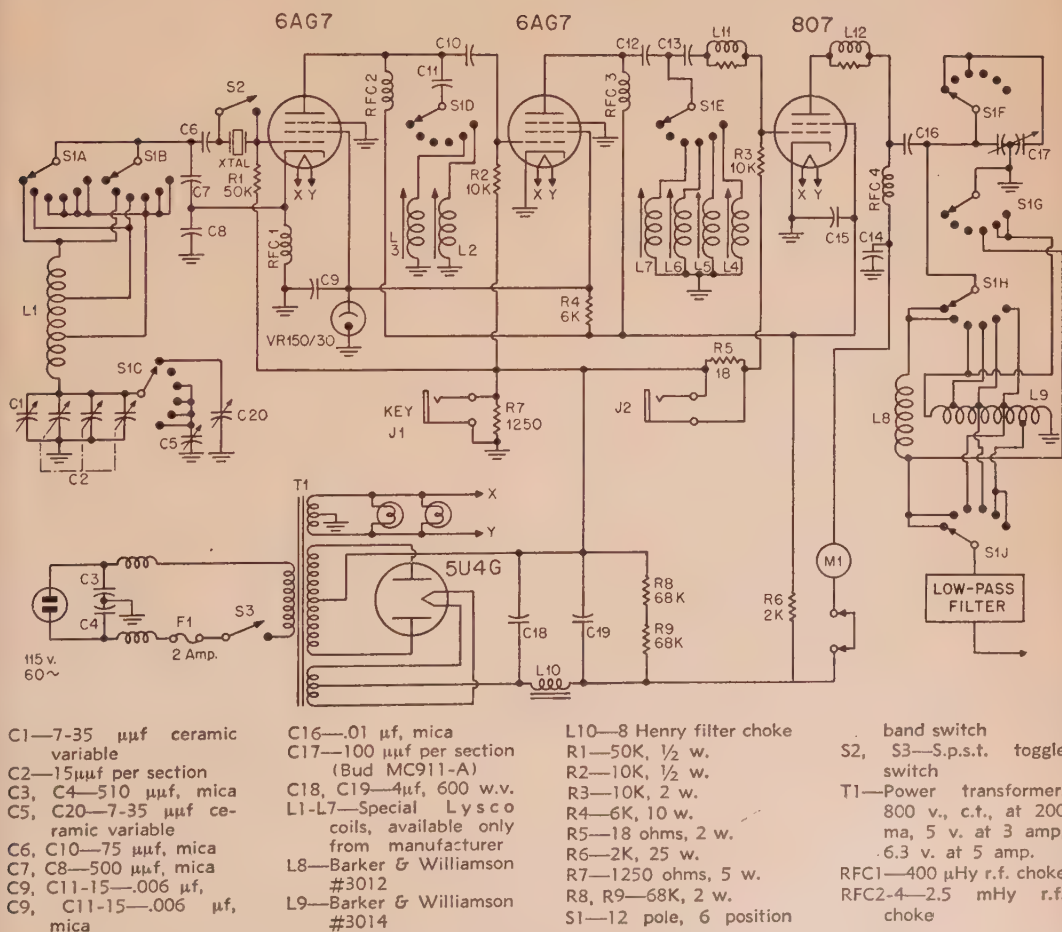 6AG7
6AG7
807
C10
C12
C13
L11
L12
RFC2
C11
S1D
RFC3
S1E
S1F
S2
C6
XTAL
S1A
S1B
R1
50K
X Y
C7
C8
RFC1
C9
VR150/30
R2
10K
L3
L2
X Y
R3
10K
L7
L6
L5
L4
X Y
C15
RFC4
C14
C16
C17
S1G
S1H
R4
6K
L1
S1C
C1
C20
C5
C2
KEY
J1
R7
1250
R5
18
J2
L8
L9
S1J
T1
X
Y
5U4G
C3
C4
F1
2 Amp.
S3
115 v.
60~
C18
C19
L10
R8
68K
R9
68K
R6
2K
M1
LOW-PASS
FILTER
C1—7-35 μμf ceramic
variable
C2—15μμf per section
C3, C4—510 μμf, mica
C5, C20—7-35 μμf ce-
ramic variable
C6, C10—75 μμf, mica
C7, C8—500 μμf, mica
C9, C11-15—.006 μf,
C9, C11-15—.006 μf,
mica
C16—.01 μf, mica
C17—100 μμf per section
(Bud MC911-A)
C18, C19—4μf, 600 w.v.
L1-L7—Special Lysco
coils, available only
from manufacturer
L8—Barker & Williamson
#3012
L9—Barker & Williamson
#3014
L10—8 Henry filter choke
R1—50K, ½ w.
R2—10K, ½ w.
R3—10K, 2 w.
R4—6K, 10 w.
R5—18 ohms, 2 w.
R6—2K, 25 w.
R7—1250 ohms, 5 w.
R8, R9—68K, 2 w.
S1—12 pole, 6 position
band switch
S2, S3—S.p.s.t. toggle
switch
T1—Power transformer
800 v., c.t., at 200
ma, 5 v. at 3 amp
6.3 v. at 5 amp.
RFC1—400 μHy r.f. choke
RFC2-4—2.5 mHy r.f.
choke